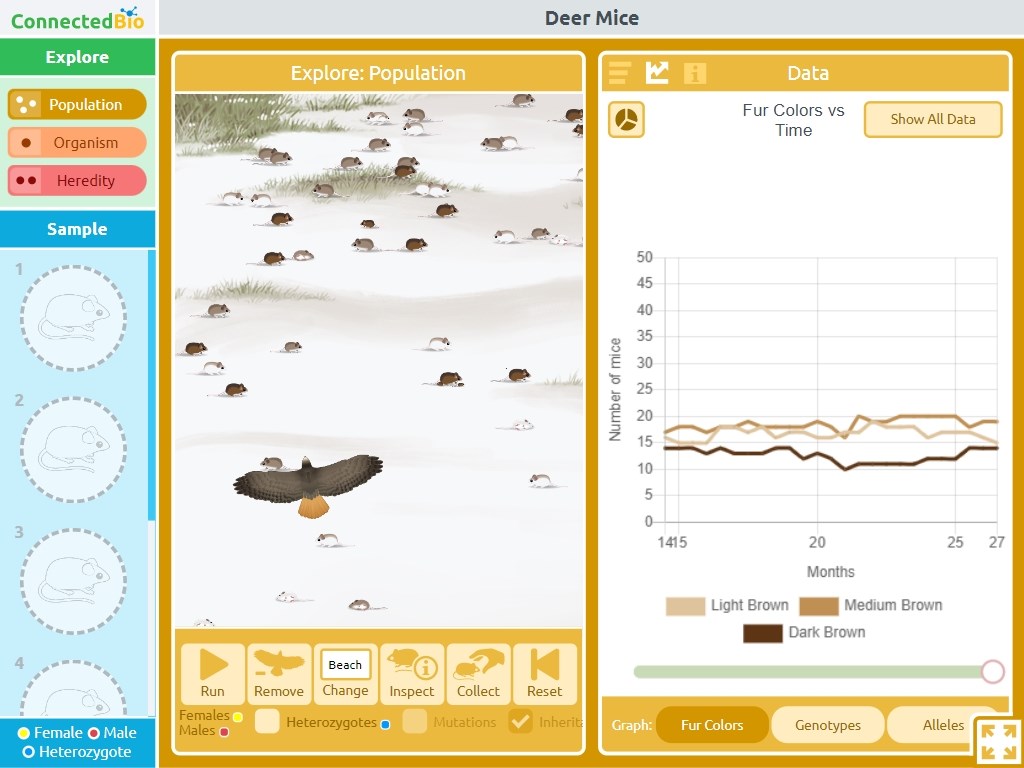 ConnectedBio
Deer Mice
Explore
Population
Organism
Heredity
Sample
1
2
3
4
Female Male
Heterozygote
Explore: Population
Run
Remove
Beach
Change
Inspect
Collect
Reset
Females
Males
Heterozygotes
Mutations
Inherita
Data
Fur Colors vs
Time
Show All Data
Number of mice
50
45
40
35
30
25
20
15
10
5
0
14 15 20 25 27
Months
Light Brown Medium Brown
Dark Brown
Graph: Fur Colors Genotypes Alleles